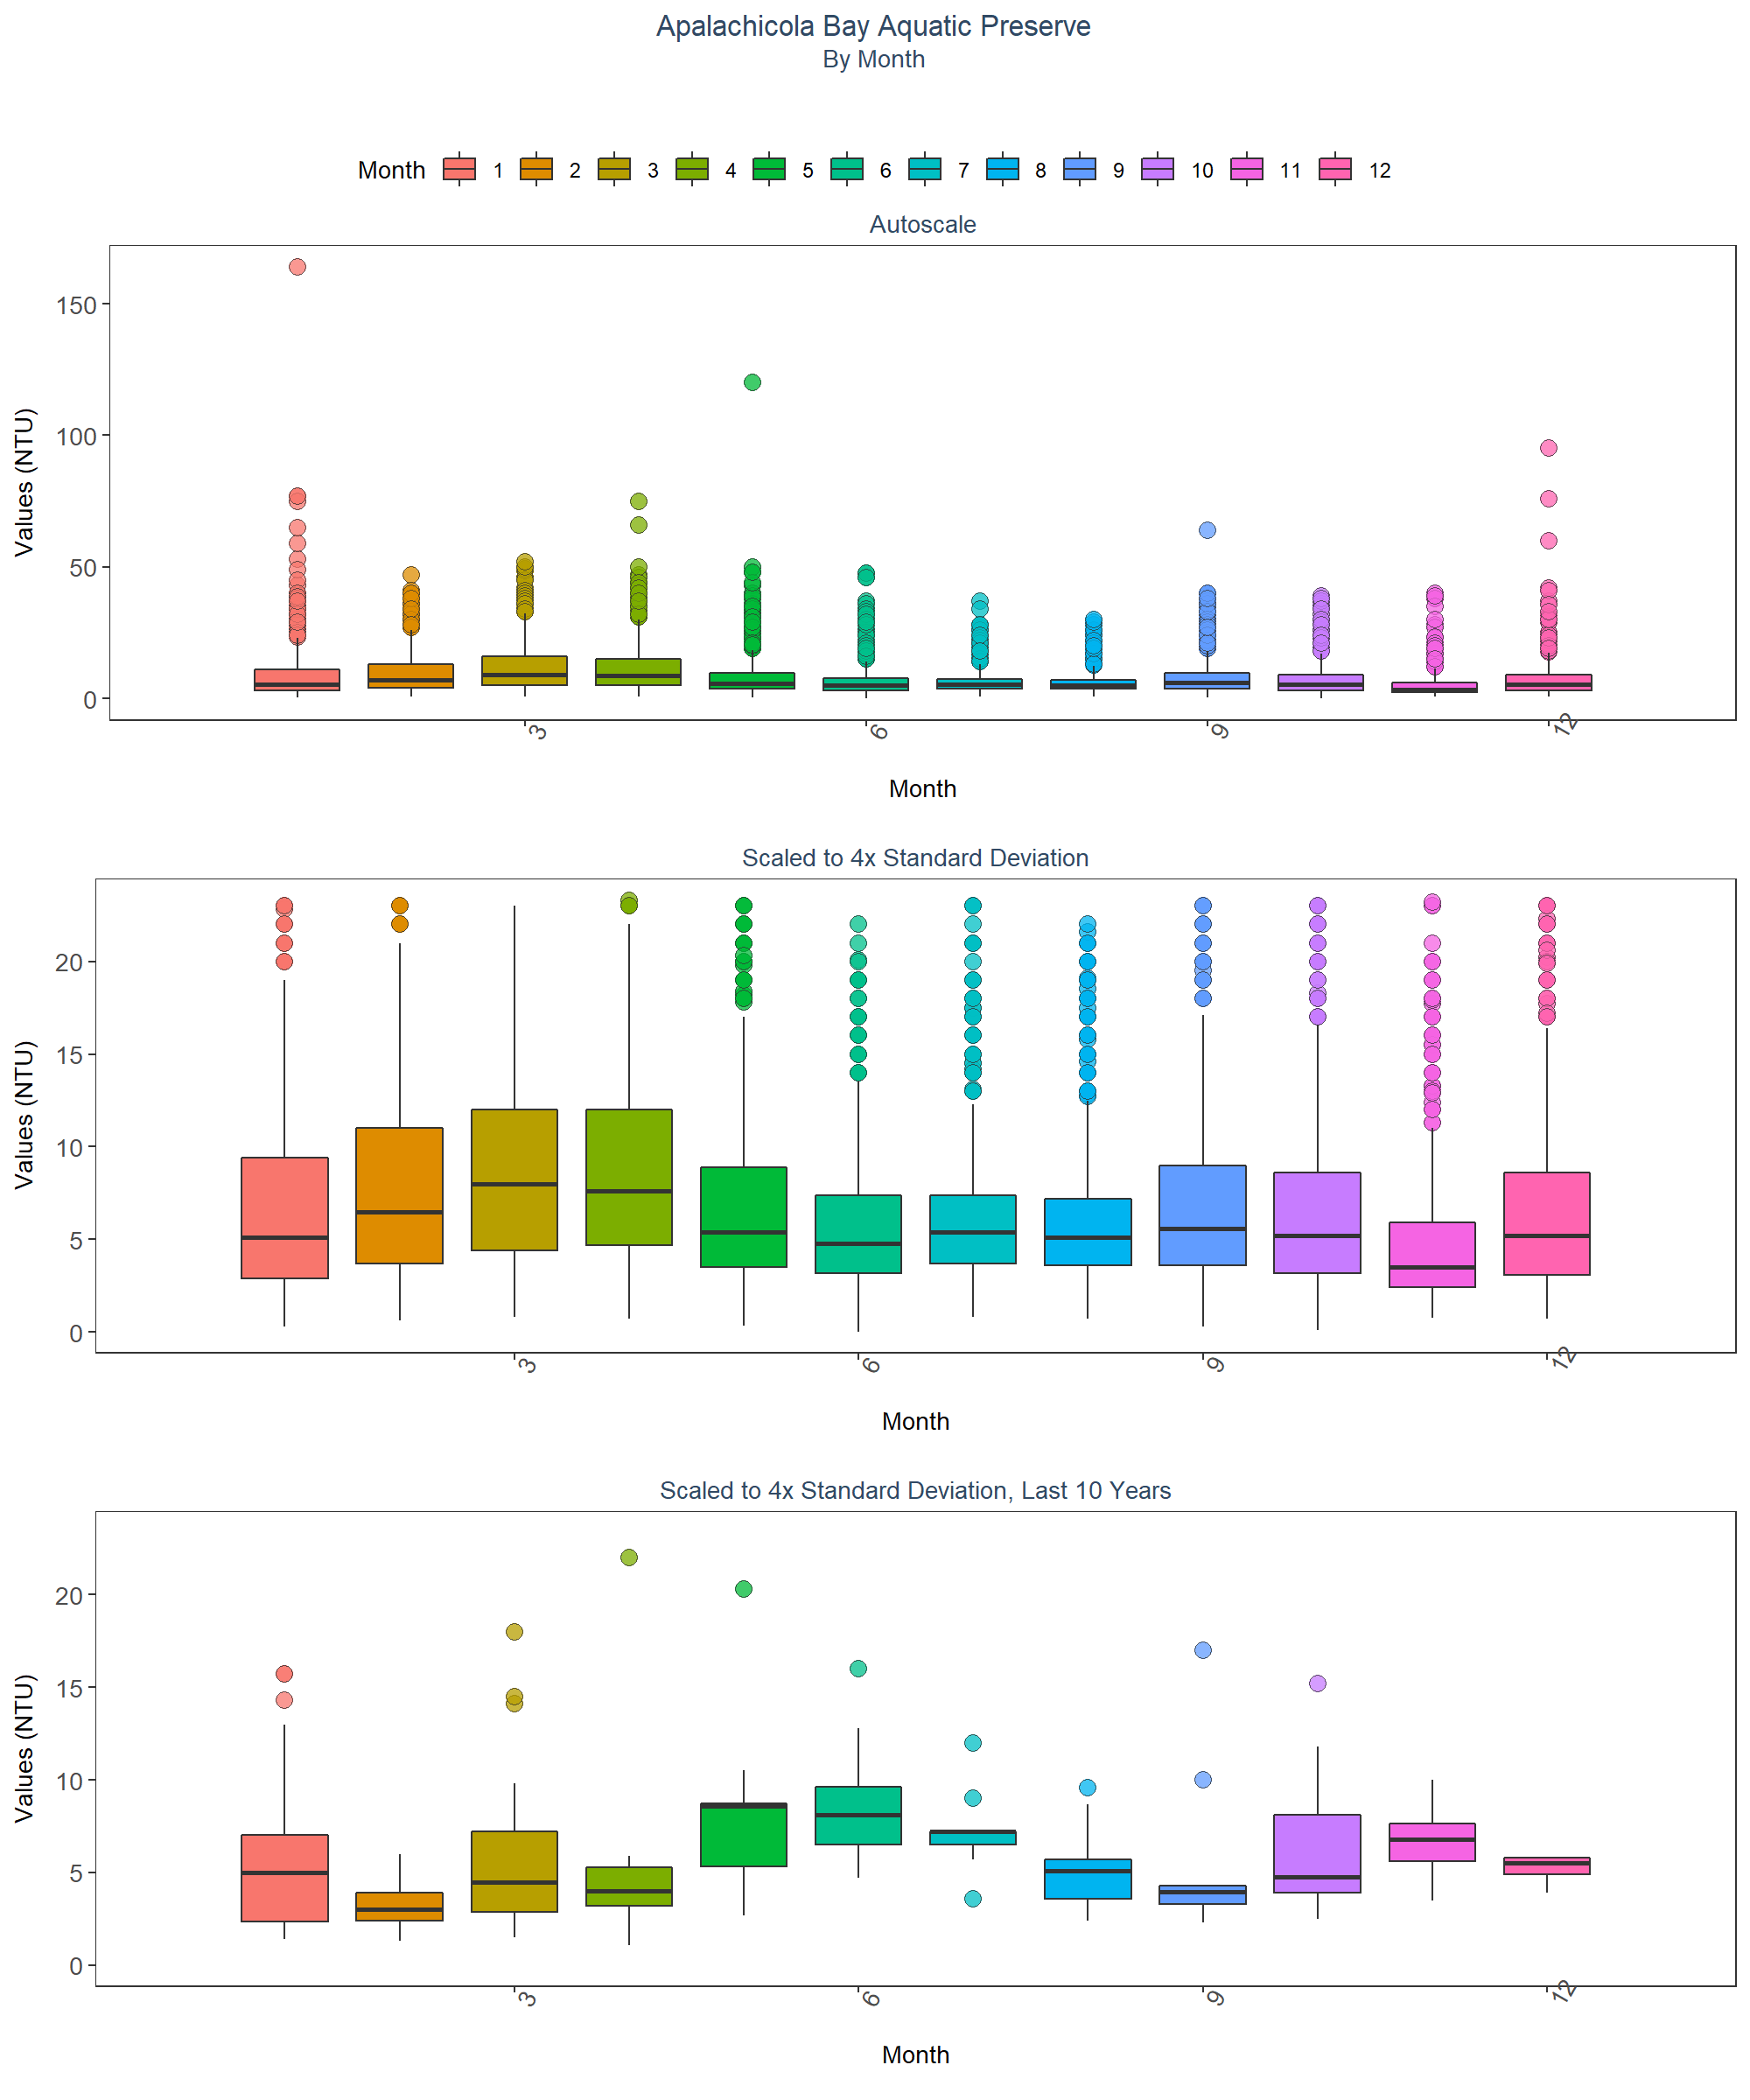 Apalachicola Bay Aquatic Preserve
By Month
Month 1 2 3 4 5 6 7 8 9 10 11 12
Autoscale
Values (NTU)
150
100
50
0
3 6 9 12
Month
Scaled to 4x Standard Deviation
Values (NTU)
20
15
10
5
0
3 6 9 12
Month
Scaled to 4x Standard Deviation, Last 10 Years
Values (NTU)
20
15
10
5
0
3 6 9 12
Month